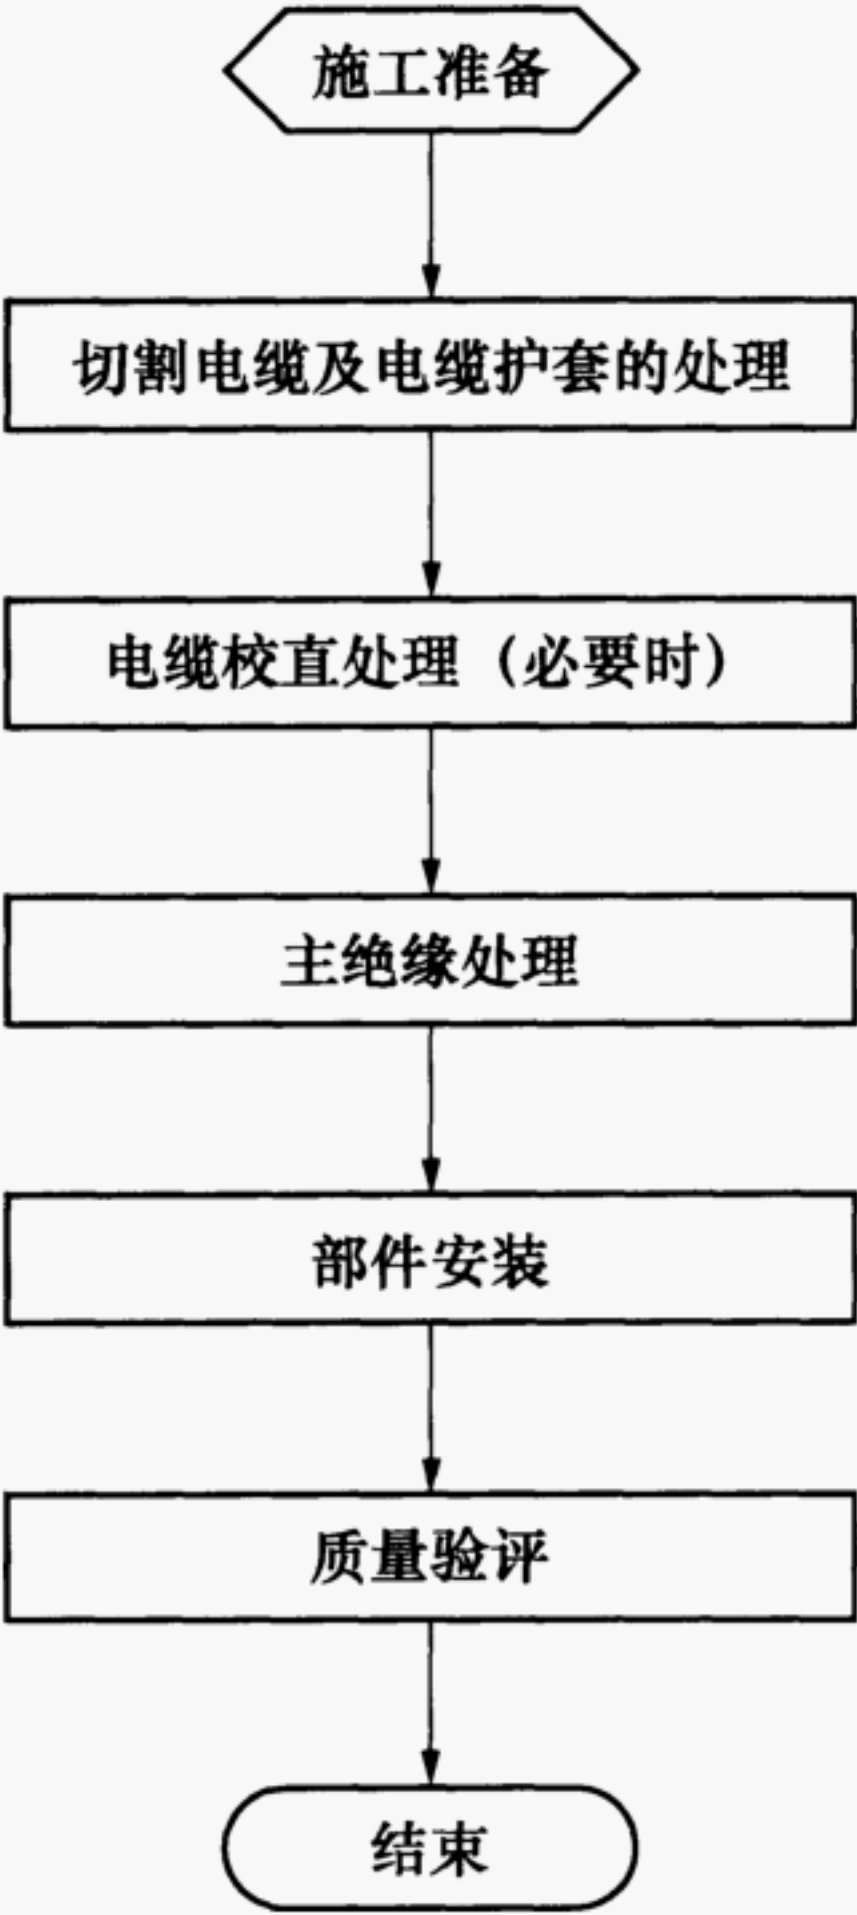 施工准备
切割电缆及电缆护套的处理
电缆校直处理（必要时）
主绝缘处理
部件安装
质量验评
结束